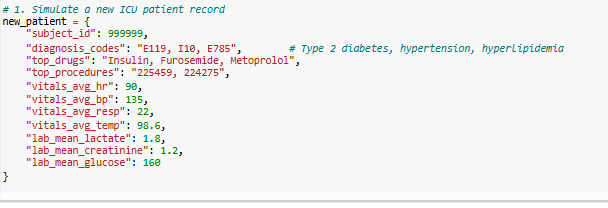 # 1. Simulate a new ICU patient record
new_patient = {
    "subject_id": 999999,
    "diagnosis_codes": "E119, I10, E785",        # Type 2 diabetes, hypertension, hyperlipidemia
    "top_drugs": "Insulin, Furosemide, Metoprolol",
    "top_procedures": "225459, 224275",
    "vitals_avg_hr": 90,
    "vitals_avg_bp": 135,
    "vitals_avg_resp": 22,
    "vitals_avg_temp": 98.6,
    "lab_mean_lactate": 1.8,
    "lab_mean_creatinine": 1.2,
    "lab_mean_glucose": 160
}